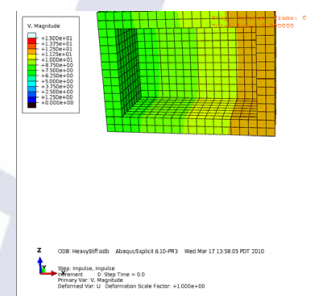 V, Magnitude
+1.500e+01
+1.375e+01
+1.250e+01
+1.125e+01
+1.000e+01
+8.750e+00
+7.500e+00
+6.250e+00
+5.000e+00
+3.750e+00
+2.500e+00
+1.250e+00
+0.000e+00
Frame: 0
Z
Y
X
ODB: HeavyStiff.odb Abaqus/Explicit 6.10-PR3 Wed Mar 17 13:58:05 PDT 2010
Step: Impulse, Impulse
Increment 0: Step Time = 0.0
Primary Var: V, Magnitude
Deformed Var: U Deformation Scale Factor: +1.000e+00